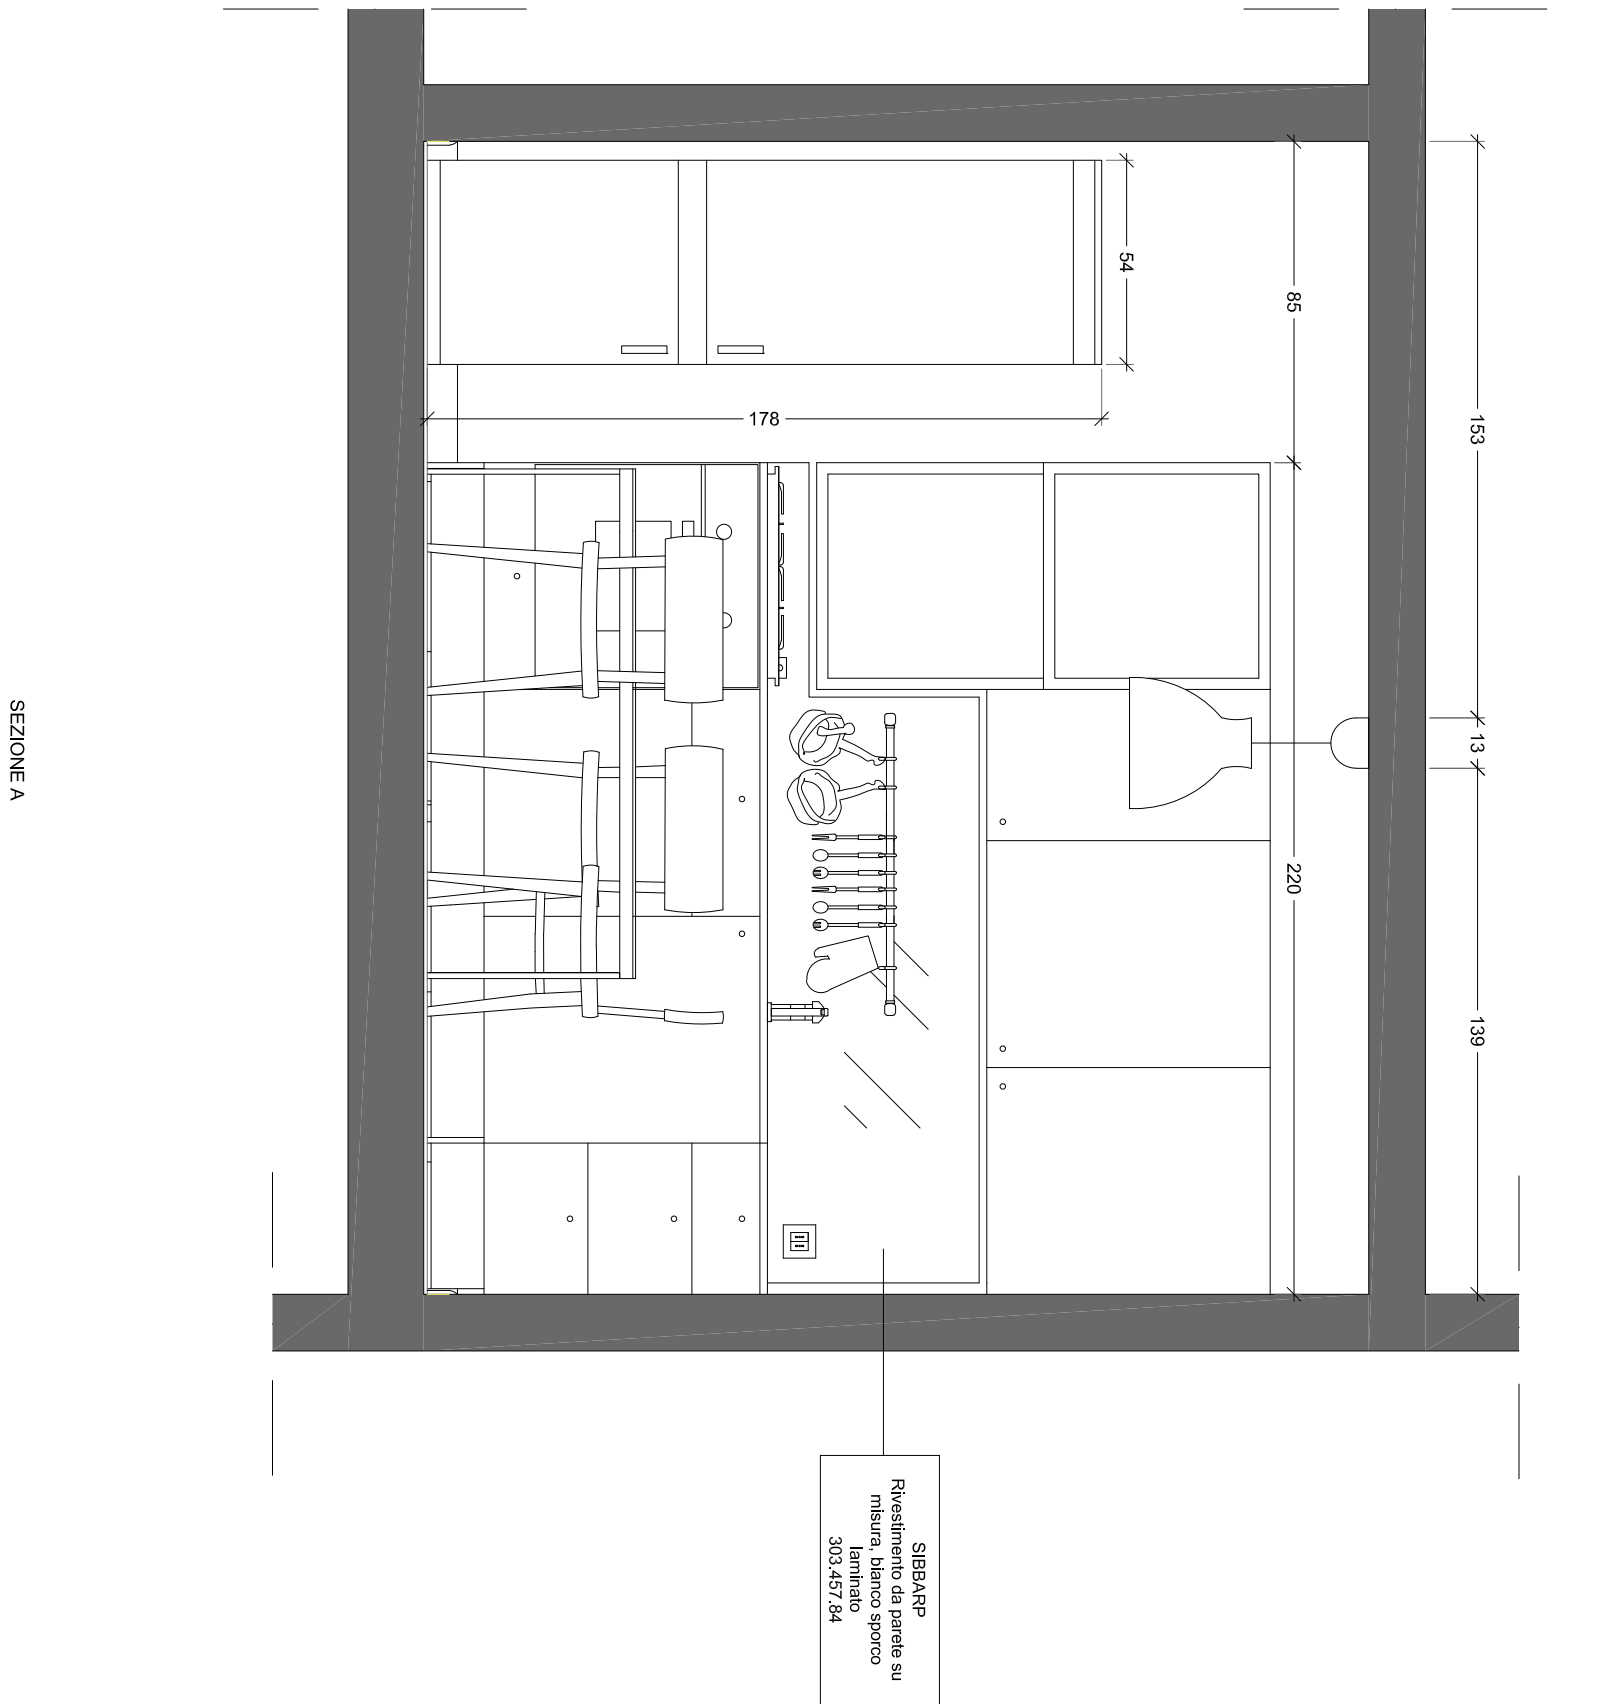 153
13
139
85
220
54
178
SIBBARP
Rivestimento da parete su
misura, bianco sporco
laminato
303.457.84
SEZIONE A